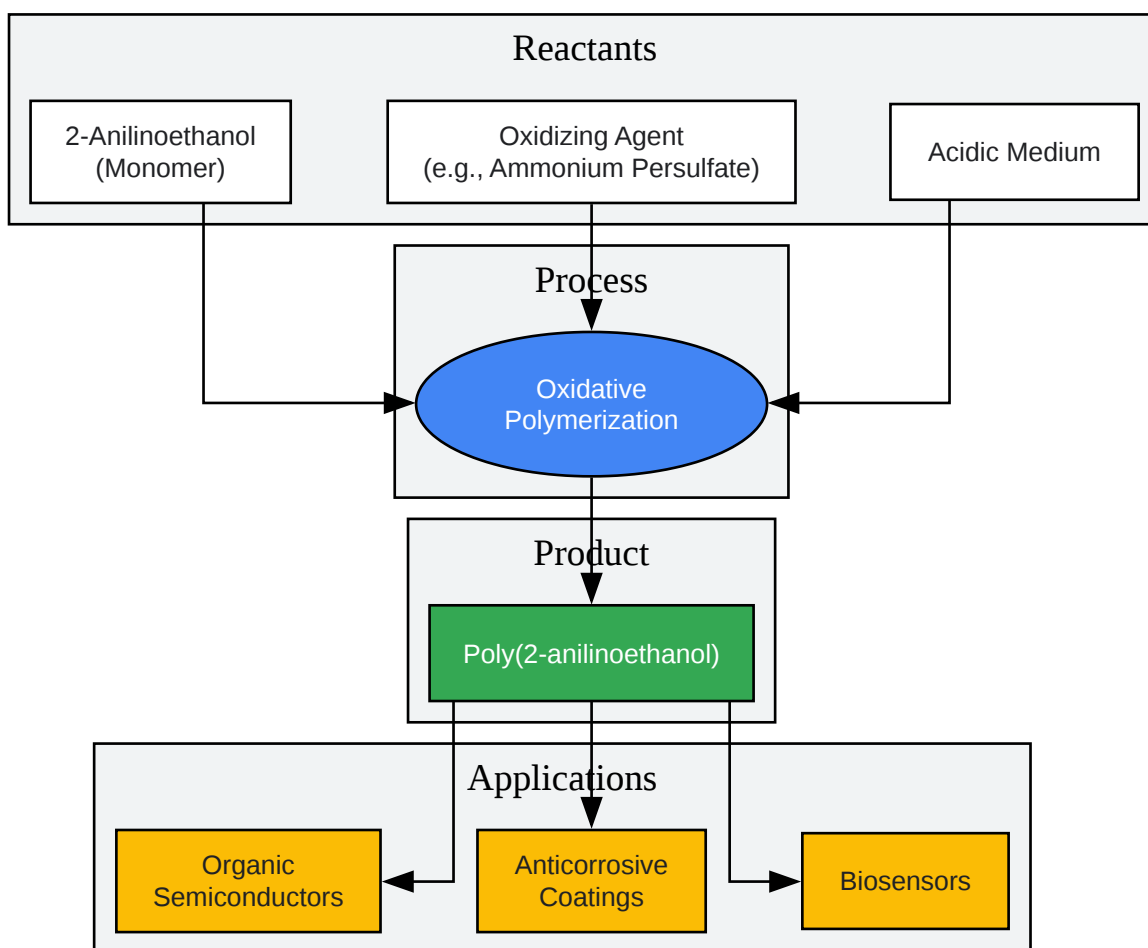 Reactants
2-Anilinoethanol
(Monomer)
Oxidizing Agent
(e.g., Ammonium Persulfate)
Acidic Medium
Process
Oxidative
Polymerization
Product
Poly(2-anilinoethanol)
Applications
Organic
Semiconductors
Anticorrosive
Coatings
Biosensors